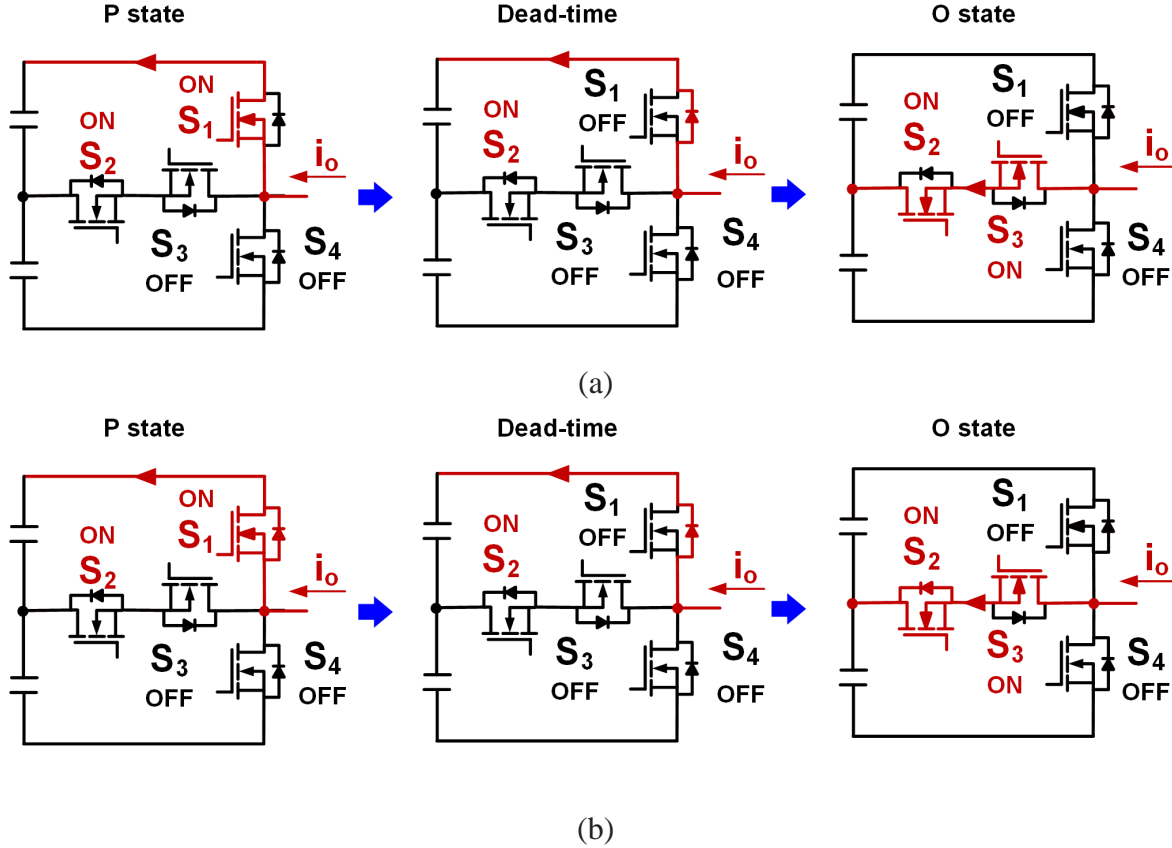 P state
Dead-time
O state
ON
S1
ON
S2
io
S3
OFF
S4
OFF
S1
OFF
ON
S2
io
S3
OFF
S4
OFF
S1
OFF
ON
S2
io
S3
ON
S4
OFF
(a)
P state
Dead-time
O state
ON
S1
ON
S2
io
S3
OFF
S4
OFF
S1
OFF
ON
S2
io
S3
OFF
S4
OFF
S1
OFF
ON
S2
io
S3
ON
S4
OFF
(b)